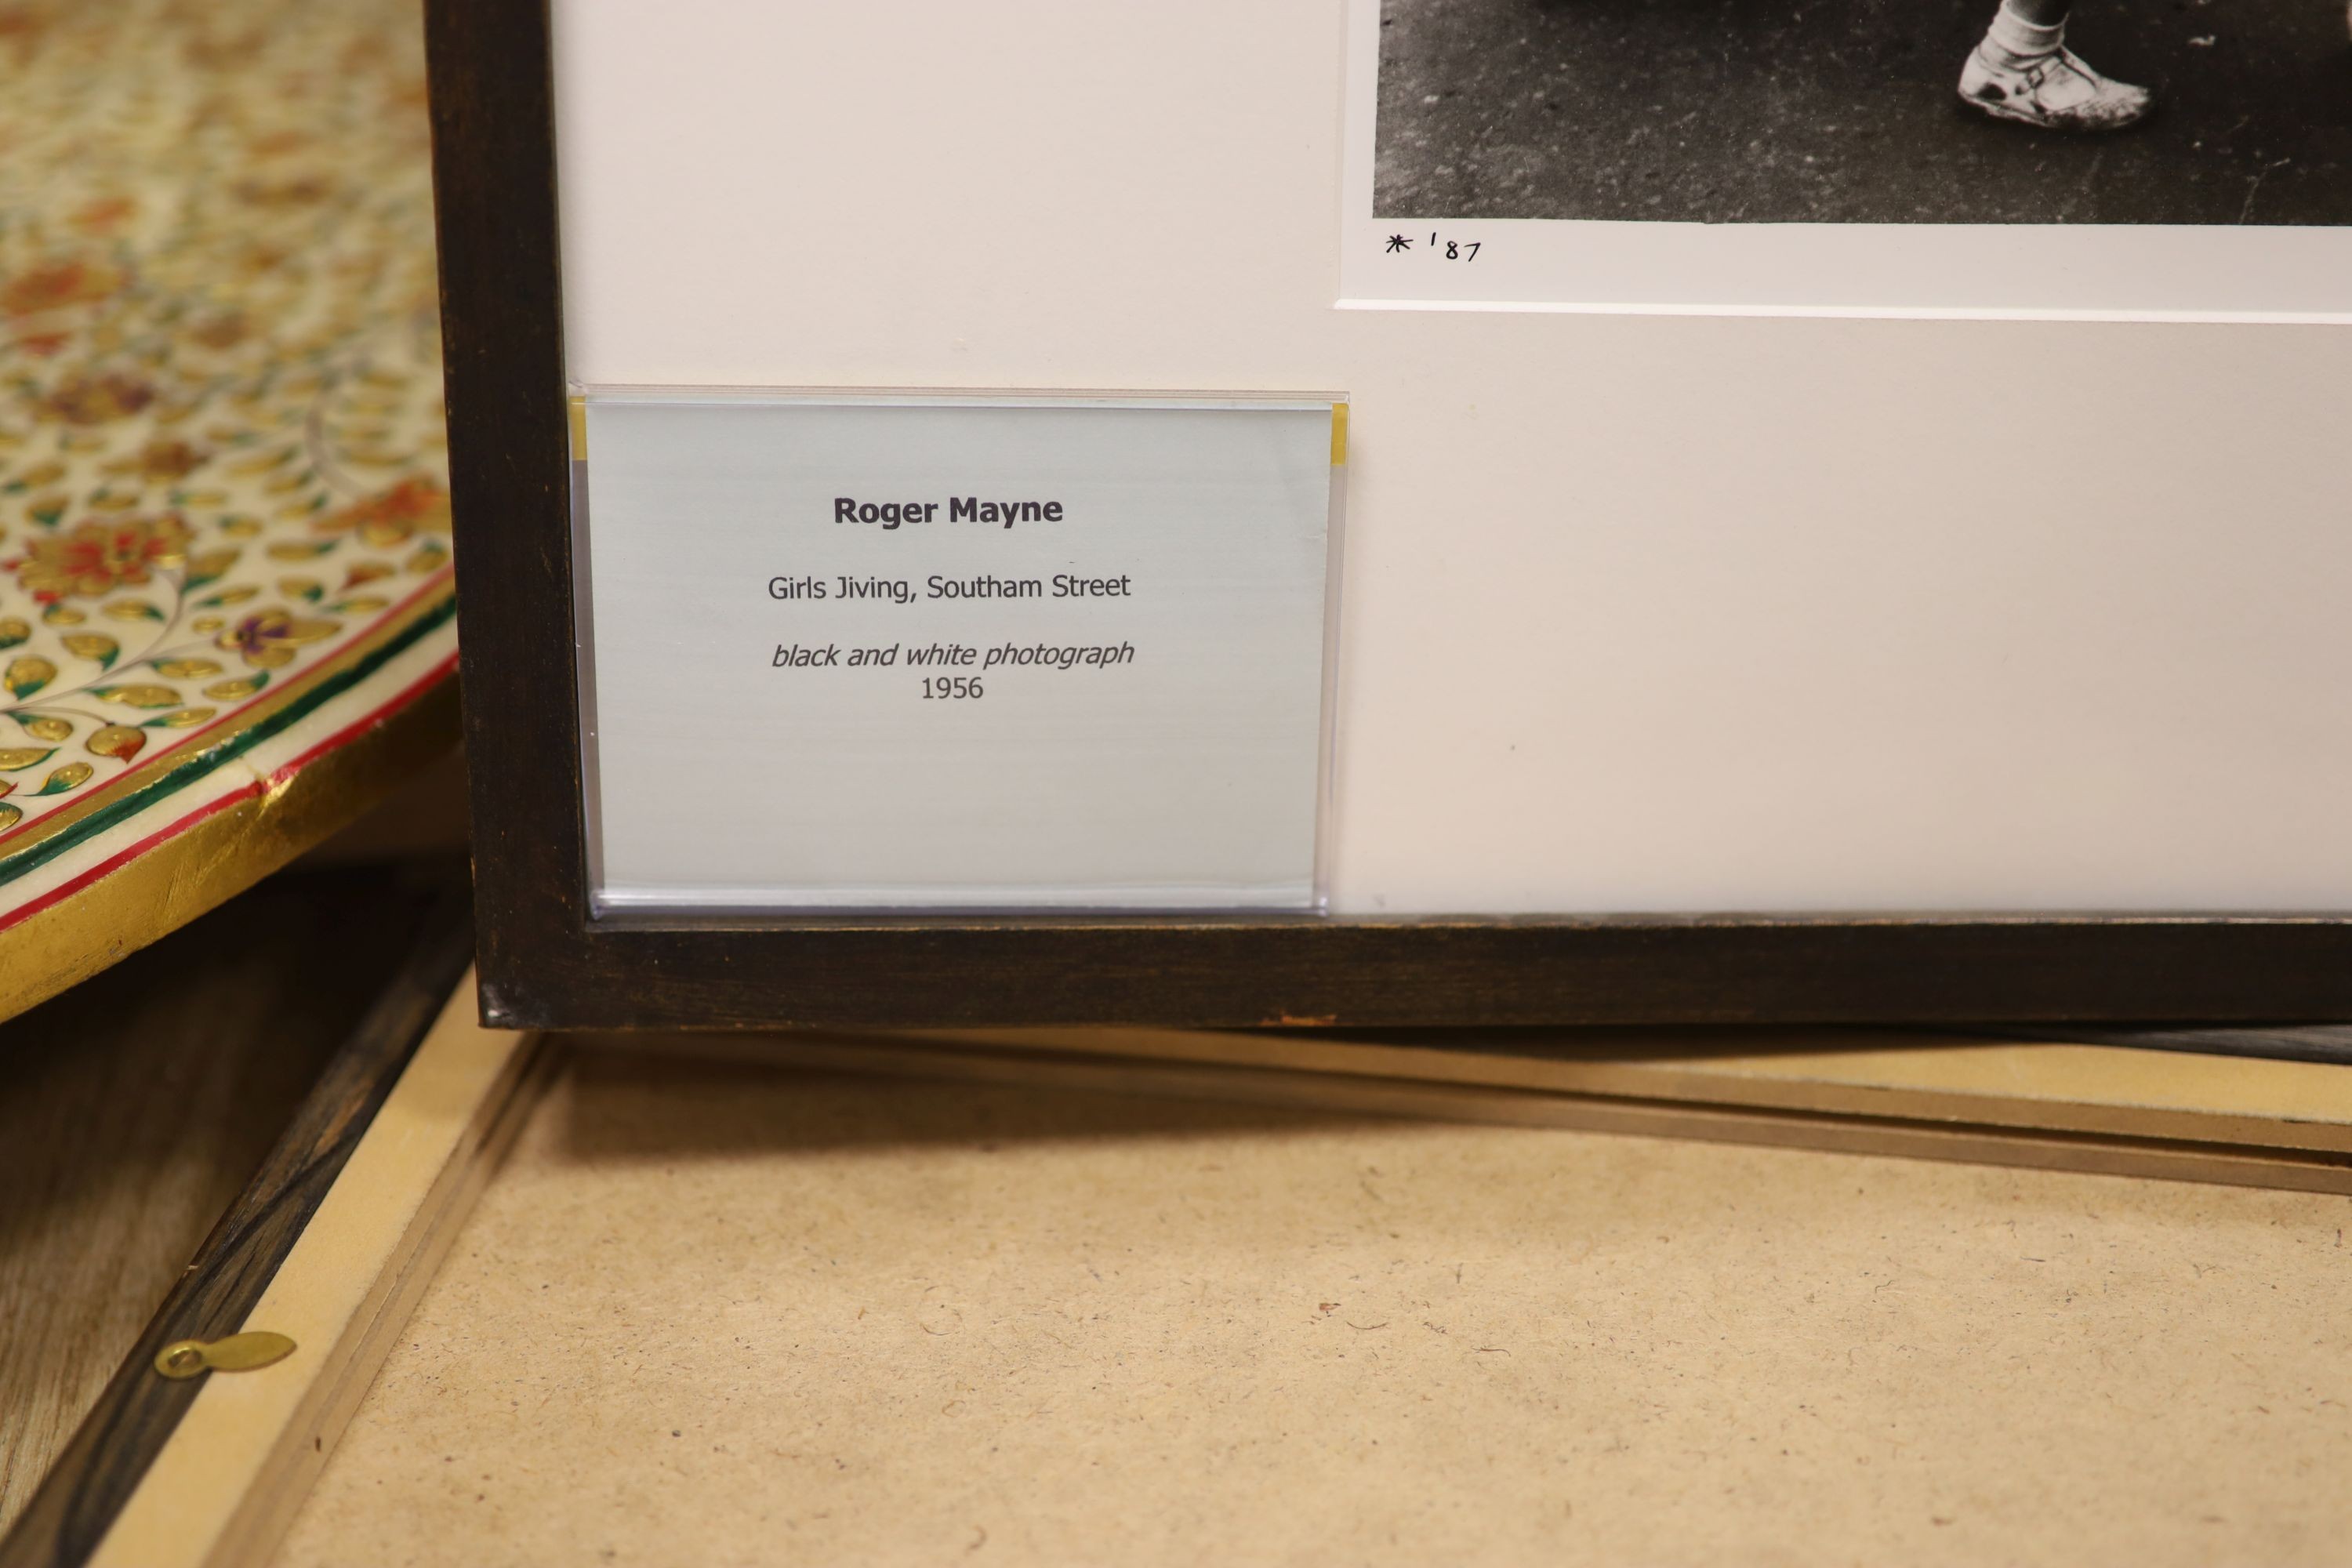 * '87
Roger Mayne
Girls Jiving, Southam Street
black and white photograph
1956